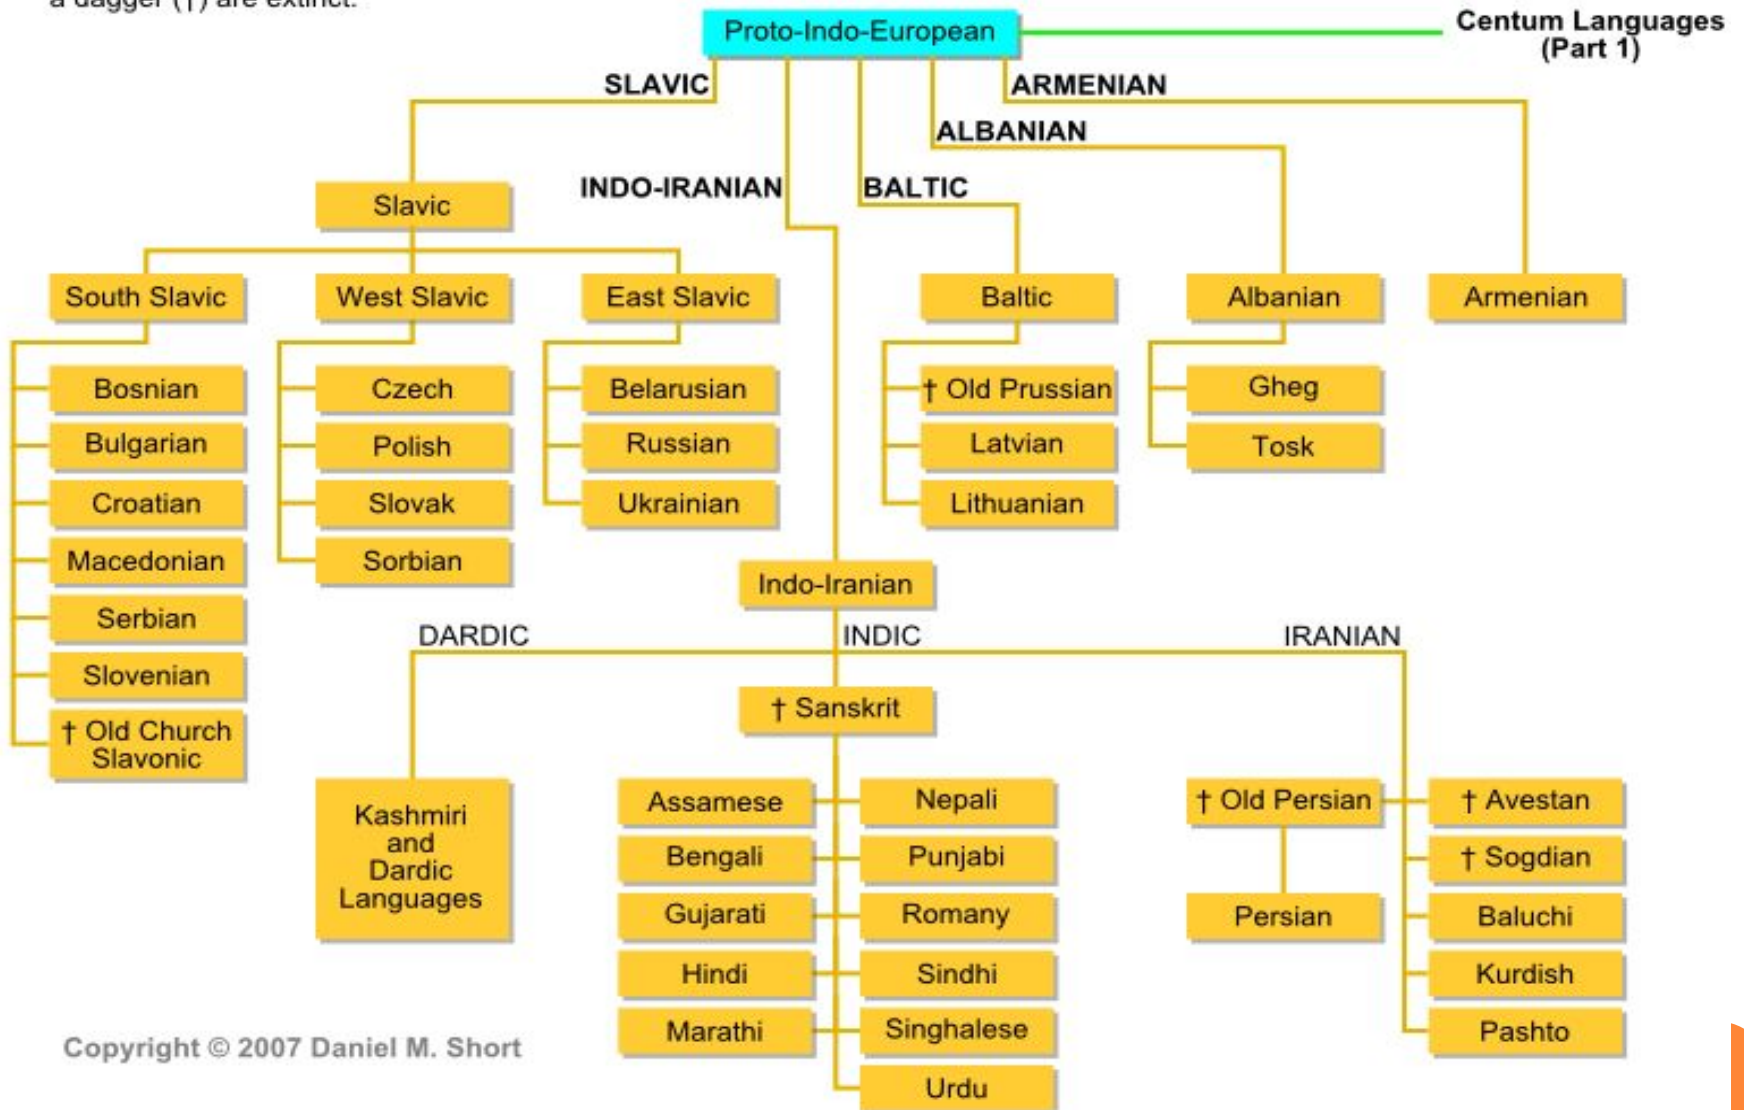 a dagger (†) are extinct.
Proto-Indo-European
Centum Languages
(Part 1)
SLAVIC
ARMENIAN
ALBANIAN
INDO-IRANIAN
BALTIC
Slavic
South Slavic
West Slavic
East Slavic
Baltic
Albanian
Armenian
Bosnian
Bulgarian
Croatian
Macedonian
Serbian
Slovenian
† Old Church
Slavonic
Czech
Polish
Slovak
Sorbian
Belarusian
Russian
Ukrainian
† Old Prussian
Latvian
Lithuanian
Gheg
Tosk
Indo-Iranian
DARDIC
INDIC
IRANIAN
Kashmiri
and
Dardic
Languages
† Sanskrit
Assamese
Bengali
Gujarati
Hindi
Marathi
Nepali
Punjabi
Romany
Sindhi
Singhalese
Urdu
† Old Persian
Persian
† Avestan
† Sogdian
Baluchi
Kurdish
Pashto
Copyright © 2007 Daniel M. Short